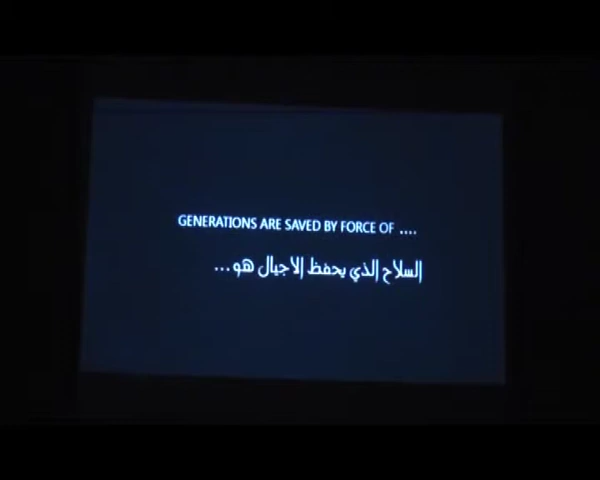 GENERATIONS ARE SAVED BY FORCE OF ....
السلاح الذي يحفظ الاجيال هو...